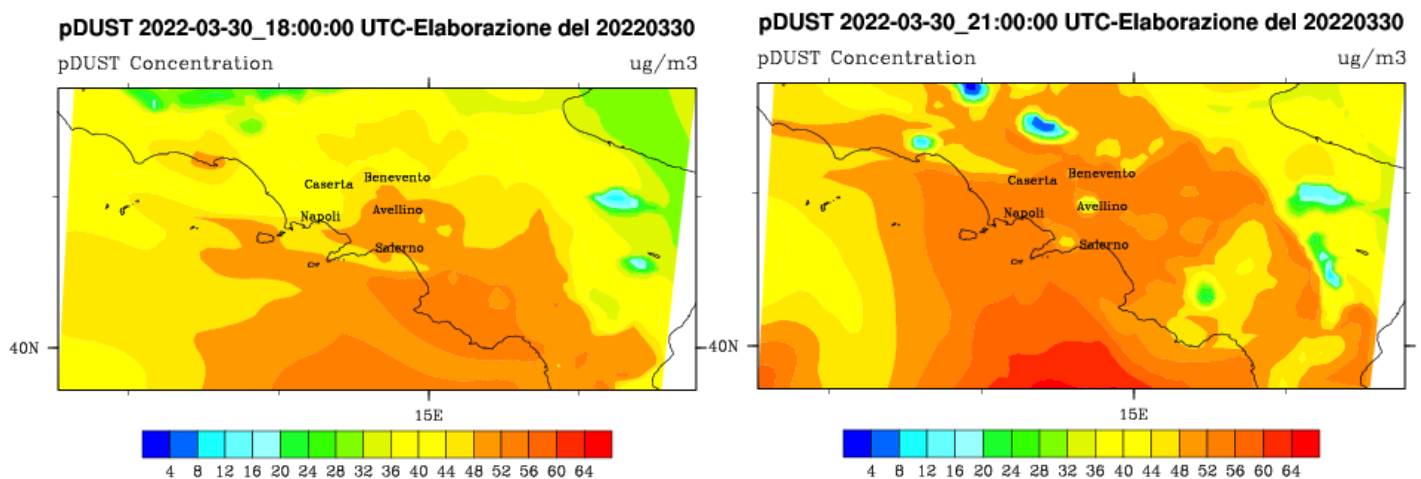 pDUST 2022-03-30_18:00:00 UTC-Elaborazione del 20220330
pDUST Concentration ug/m3
Benevento
Caserta
Avellino
Napoli
Salerno
40N
15E
4 8 12 16 20 24 28 32 36 40 44 48 52 56 60 64
pDUST 2022-03-30_21:00:00 UTC-Elaborazione del 20220330
pDUST Concentration ug/m3
Benevento
Caserta
Avellino
Napoli
Salerno
40N
15E
4 8 12 16 20 24 28 32 36 40 44 48 52 56 60 64